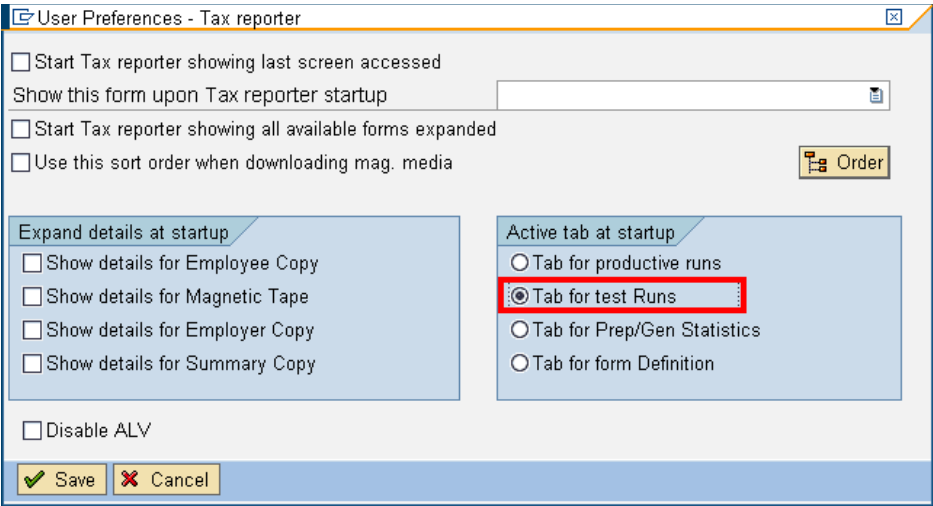 User Preferences - Tax reporter
Start Tax reporter showing last screen accessed
Show this form upon Tax reporter startup
Start Tax reporter showing all available forms expanded
Use this sort order when downloading mag. media
Order
Expand details at startup
Show details for Employee Copy
Show details for Magnetic Tape
Show details for Employer Copy
Show details for Summary Copy
Active tab at startup
Tab for productive runs
Tab for test Runs
Tab for Prep/Gen Statistics
Tab for form Definition
Disable ALV
Save
Cancel